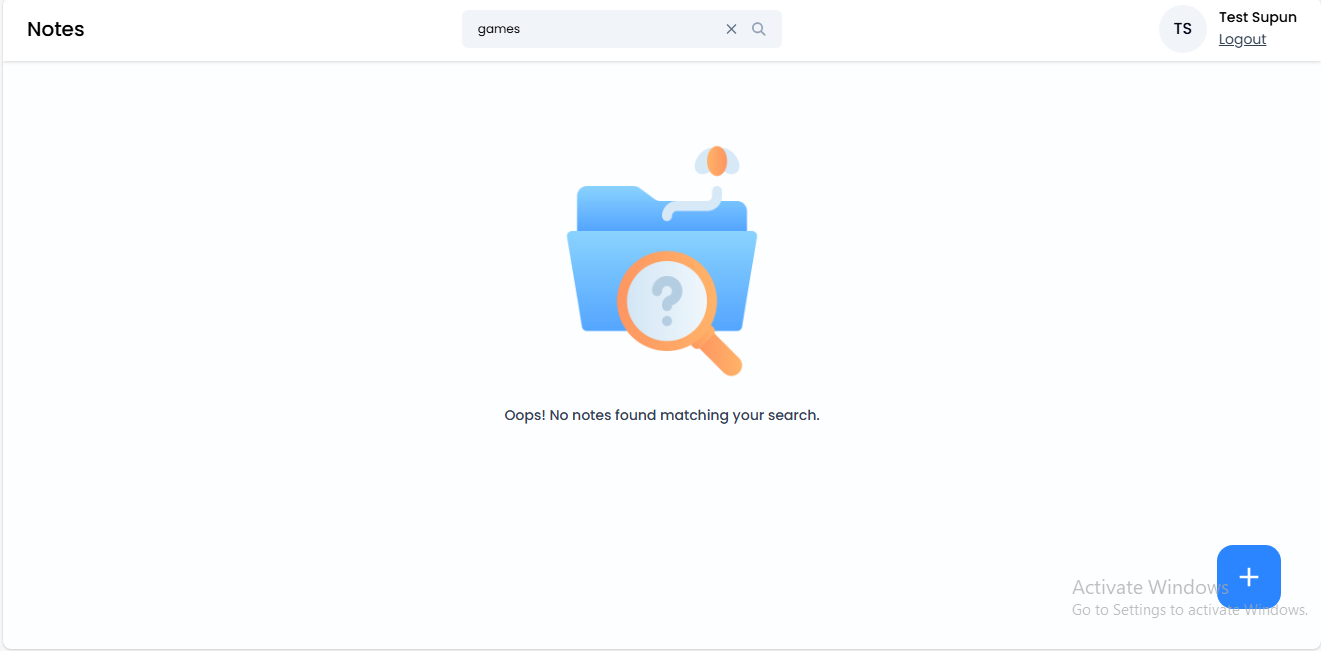 Notes
games
TS
Test Supun
Logout
?
Oops! No notes found matching your search.
+
Activate Windows
Go to Settings to activate Windows.